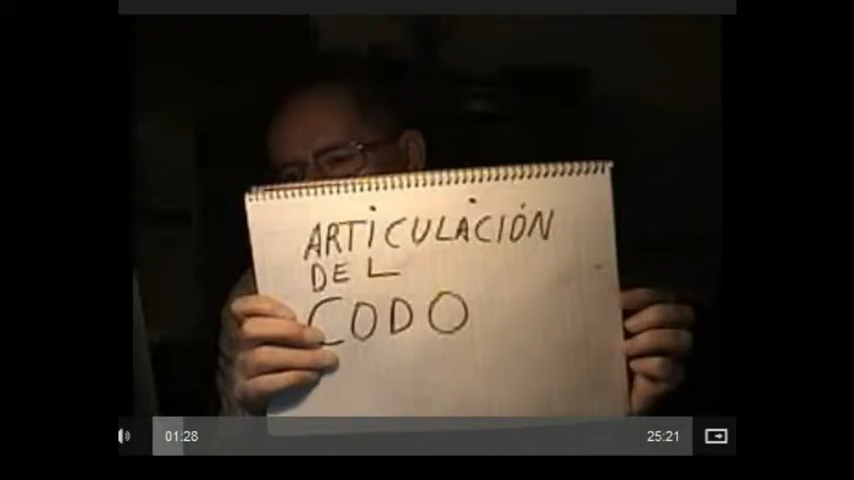 ARTiCULACIÓN
DEL
CODO
01:28
25:21